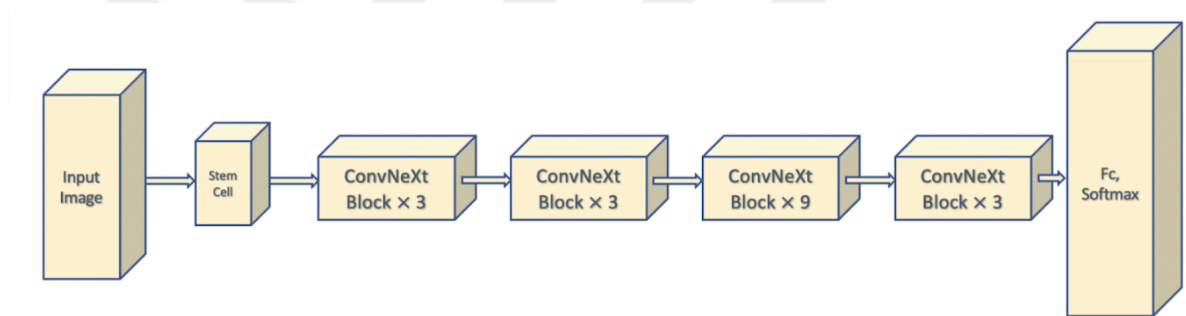 Input
Image
Stem
Cell
ConvNeXt
Block × 3
ConvNeXt
Block × 3
ConvNeXt
Block × 9
ConvNeXt
Block × 3
Fc,
Softmax